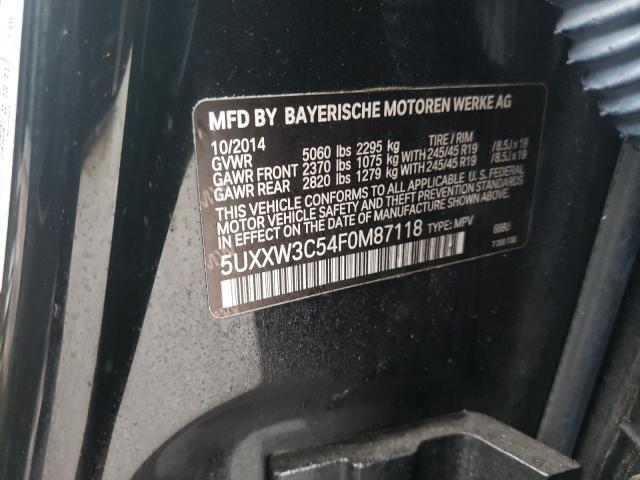 MFD BY BAYERISCHE MOTOREN WERKE AG
10/2014 TIRE / RIM
GVWR 5060 lbs 2295 kg
GAWR FRONT 2370 lbs 1075 kg WITH 245/45 R19 /8.5J x 19
GAWR REAR 2820 lbs 1279 kg WITH 245/45 R19 /8.5J x 19
THIS VEHICLE CONFORMS TO ALL APPLICABLE U. S. FEDERAL
MOTOR VEHICLE SAFETY AND THEFT PREVENTION STANDARDS
IN EFFECT ON THE DATE OF MANUFACTURE SHOWN ABOVE.
5UXXW3C54F0M87118 TYPE: MPV